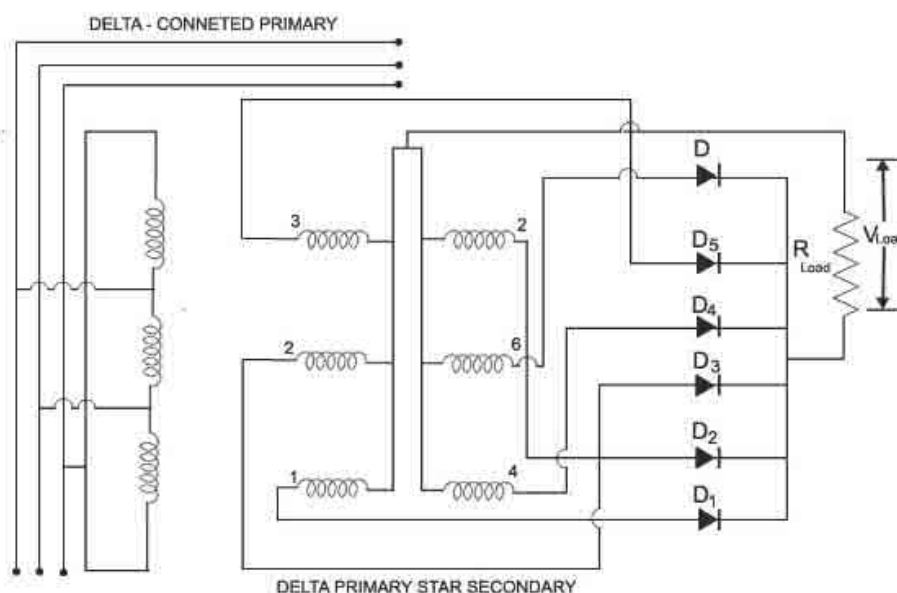 DELTA - CONNETED PRIMARY
D
3
2
D5
R Load
VLoad
D4
2
6
D3
D2
1
4
D1
DELTA PRIMARY STAR SECONDARY